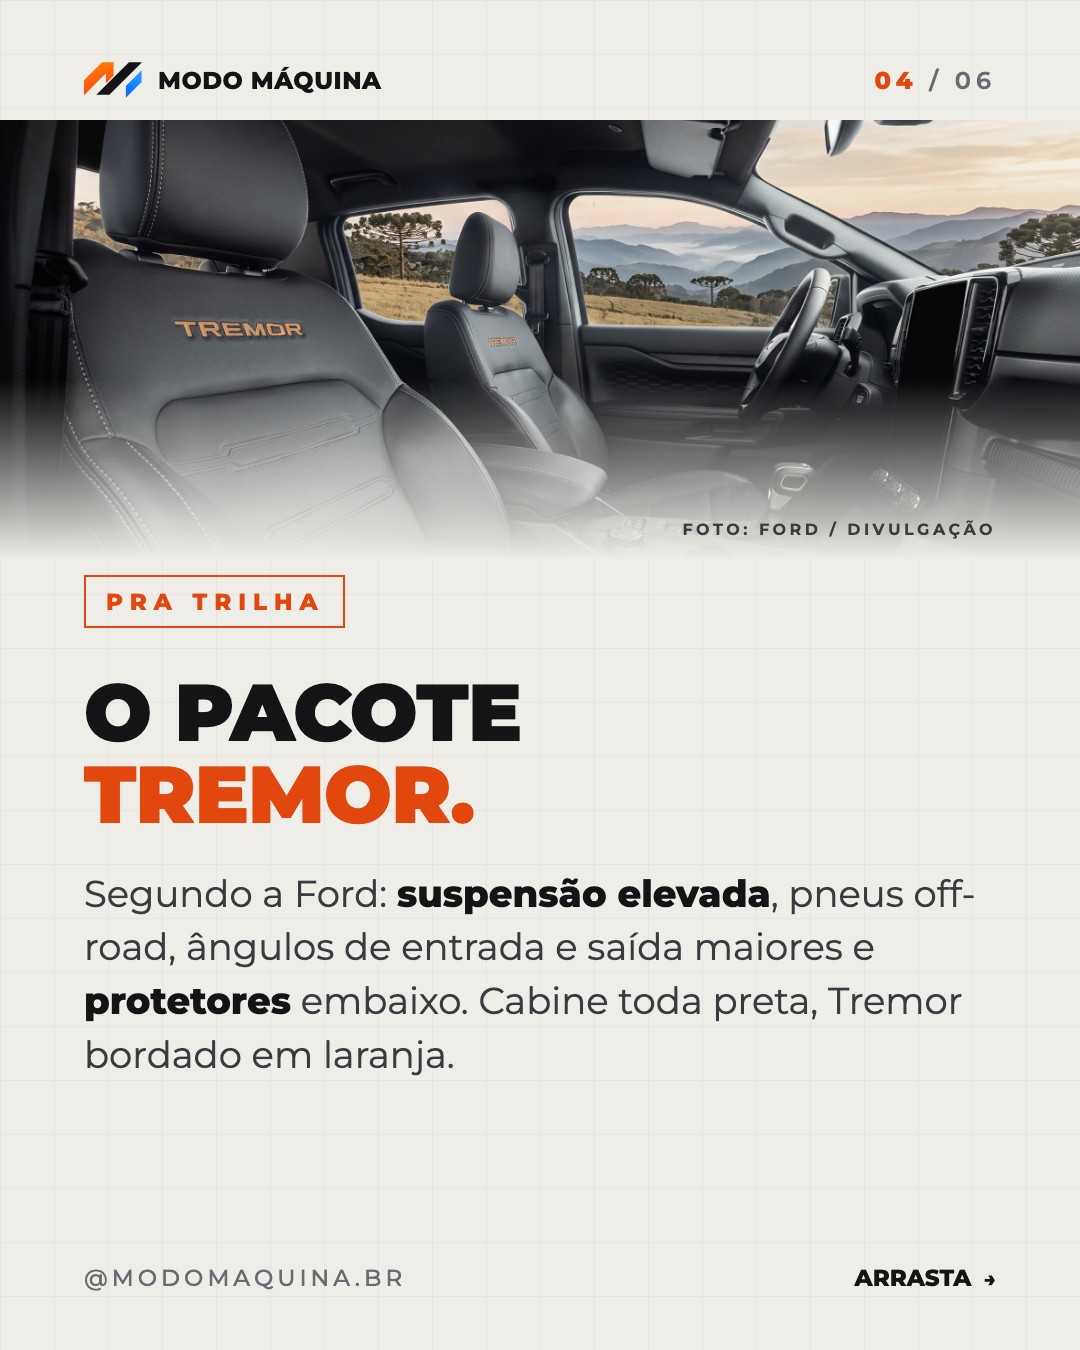 MODO MÁQUINA
04 / 06
TREMOR
TREMOR
FOTO: FORD / DIVULGAÇÃO
PRA TRILHA
O PACOTE
TREMOR.
Segundo a Ford: suspensão elevada, pneus off-
road, ângulos de entrada e saída maiores e
protetores embaixo. Cabine toda preta, Tremor
bordado em laranja.
@MODOMAQUINA.BR
ARRASTA →